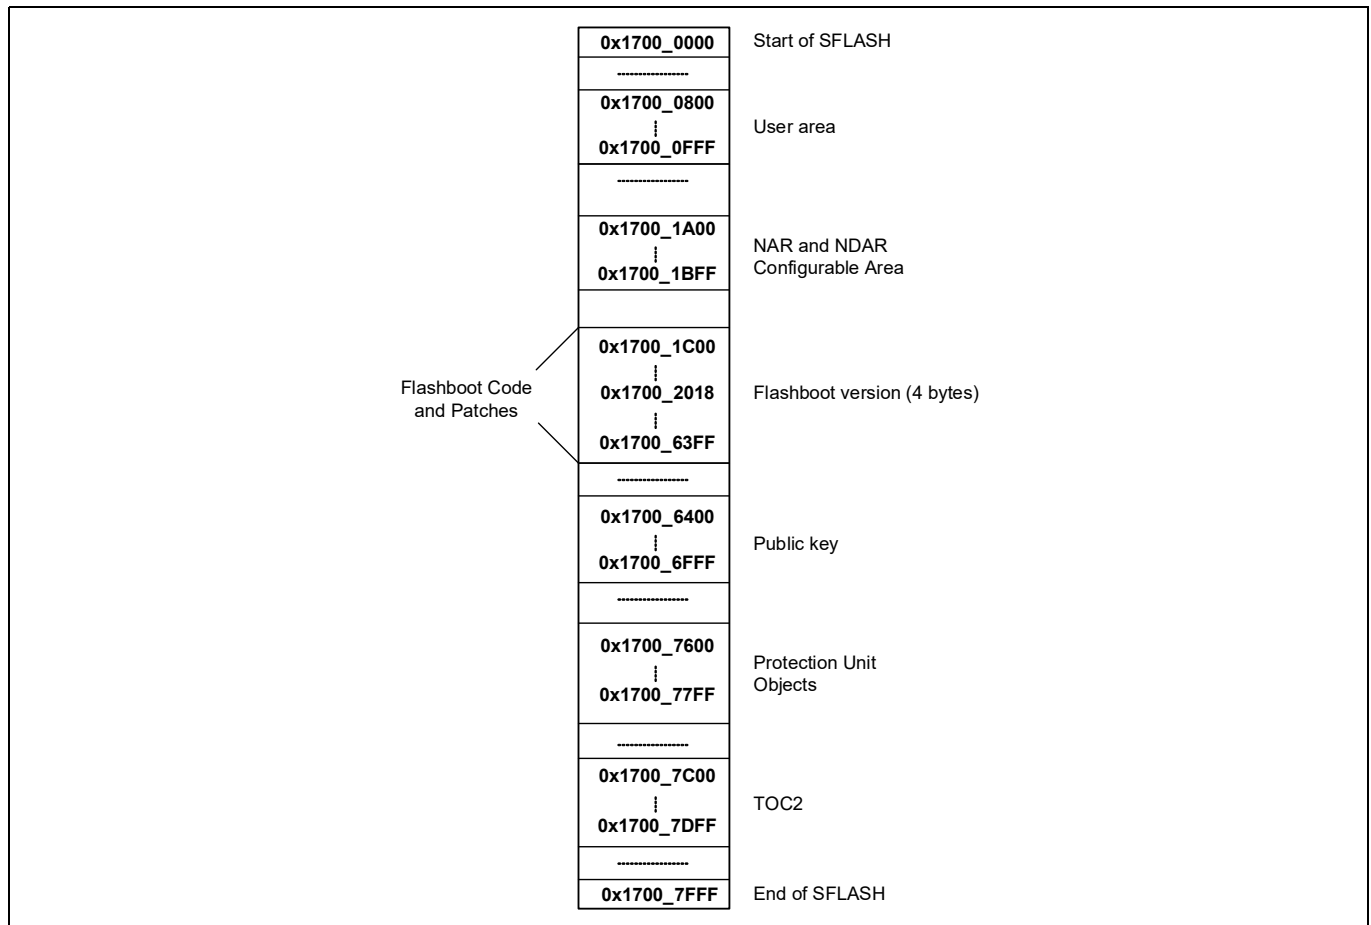 0x1700_0000 Start of SFLASH
0x1700_0800
User area
0x1700_0FFF
0x1700_1A00
NAR and NDAR
Configurable Area
0x1700_1BFF
0x1700_1C00
Flashboot Code
and Patches
0x1700_2018 Flashboot version (4 bytes)
0x1700_63FF
0x1700_6400
Public key
0x1700_6FFF
0x1700_7600
Protection Unit
Objects
0x1700_77FF
0x1700_7C00
TOC2
0x1700_7DFF
0x1700_7FFF End of SFLASH